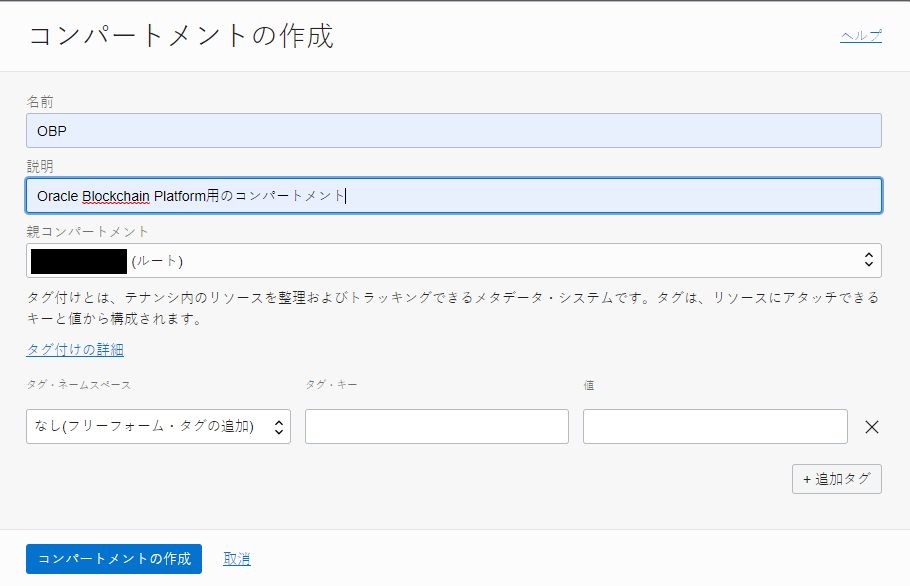 コンパートメントの作成
ヘルプ
名前
OBP
説明
Oracle Blockchain Platform用のコンパートメント
親コンパートメント
(ルート)
タグ付けとは、テナンシ内のリソースを整理およびトラッキングできるメタデータ・システムです。タグは、リソースにアタッチできる
キーと値から構成されます。
タグ付けの詳細
タグ・ネームスペース タグ・キー 値
なし(フリーフォーム・タグの追加)
+ 追加タグ
コンパートメントの作成 取消